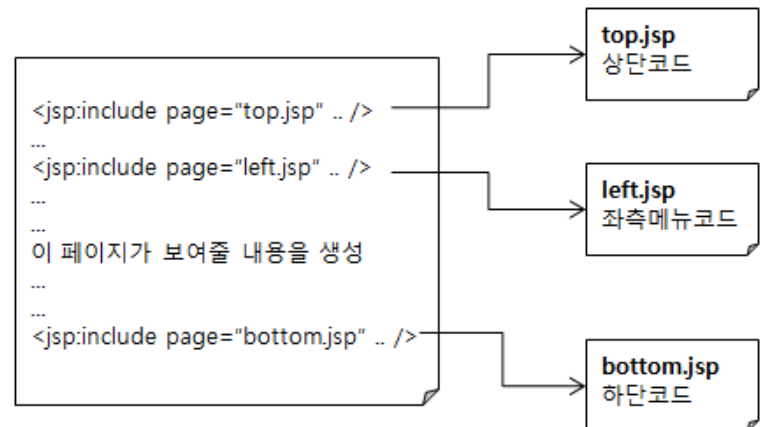 <jsp:include page="top.jsp" .. />
...
<jsp:include page="left.jsp" .. />
...
...
이 페이지가 보여줄 내용을 생성
...
...
<jsp:include page="bottom.jsp" .. />
top.jsp
상단코드
left.jsp
좌측메뉴코드
bottom.jsp
하단코드